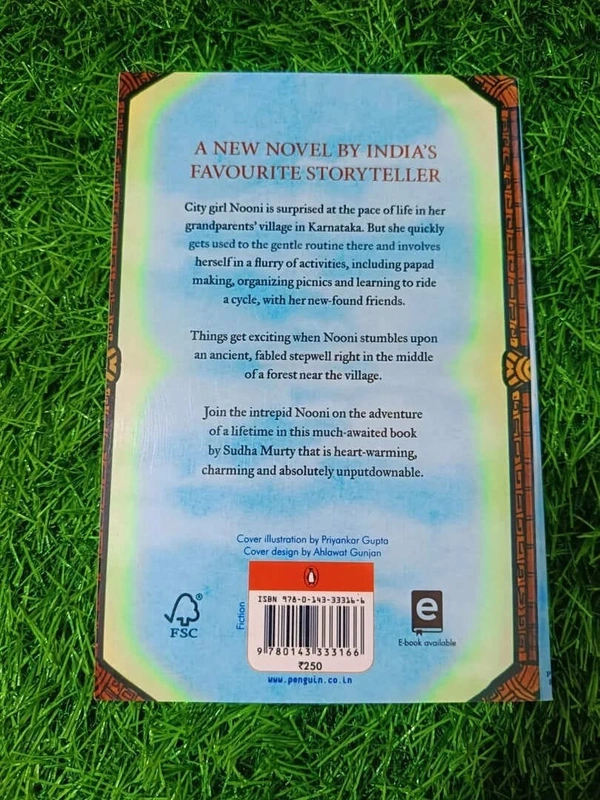 A NEW NOVEL BY INDIA'S
FAVOURITE STORYTELLER
City girl Nooni is surprised at the pace of life in her
grandparents' village in Karnataka. But she quickly
gets used to the gentle routine there and involves
herself in a flurry of activities, including papad
making, organizing picnics and learning to ride
a cycle, with her new-found friends.
Things get exciting when Nooni stumbles upon
an ancient, fabled stepwell right in the middle
of a forest near the village.
Join the intrepid Nooni on the adventure
of a lifetime in this much-awaited book
by Sudha Murty that is heart-warming,
charming and absolutely unputdownable.
Cover illustration by Priyankar Gupta
Cover design by Ahlawat Gunjan
FSC
®
Fiction
ISBN 978-0-143-33316-6
9 780143 333166
₹250
www.penguin.co.in
e
E-book available